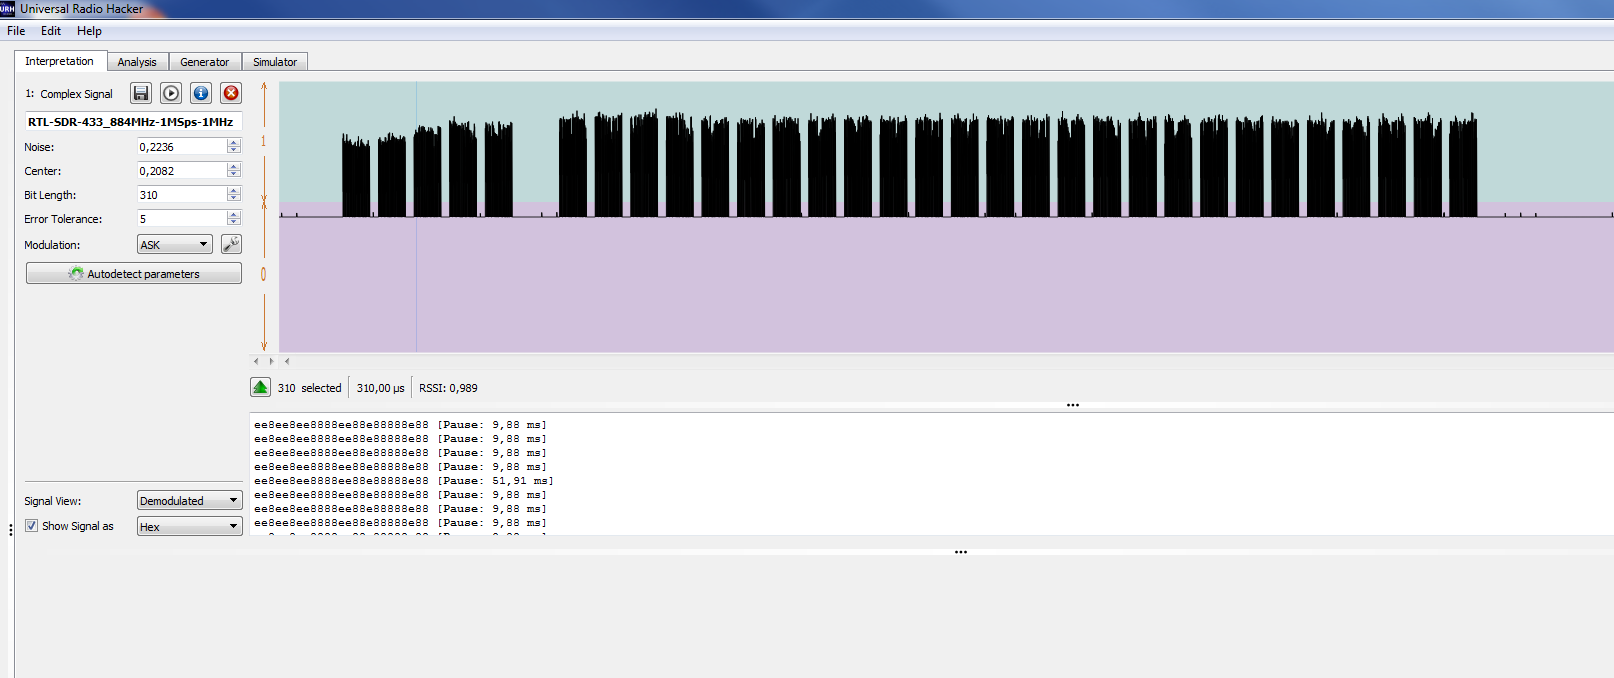 URH Universal Radio Hacker
File Edit Help
Interpretation Analysis Generator Simulator
1: Complex Signal
RTL-SDR-433_884MHz-1MSps-1MHz
Noise: 0,2236
Center: 0,2082
Bit Length: 310
Error Tolerance: 5
Modulation: ASK
Autodetect parameters
1
0
310 selected 310,00 µs RSSI: 0,989
ee8ee8ee8888ee88e88888e88 [Pause: 9,88 ms]
ee8ee8ee8888ee88e88888e88 [Pause: 9,88 ms]
ee8ee8ee8888ee88e88888e88 [Pause: 9,88 ms]
ee8ee8ee8888ee88e88888e88 [Pause: 9,88 ms]
ee8ee8ee8888ee88e88888e88 [Pause: 51,91 ms]
ee8ee8ee8888ee88e88888e88 [Pause: 9,88 ms]
ee8ee8ee8888ee88e88888e88 [Pause: 9,88 ms]
ee8ee8ee8888ee88e88888e88 [Pause: 9,88 ms]
Signal View: Demodulated
Show Signal as Hex